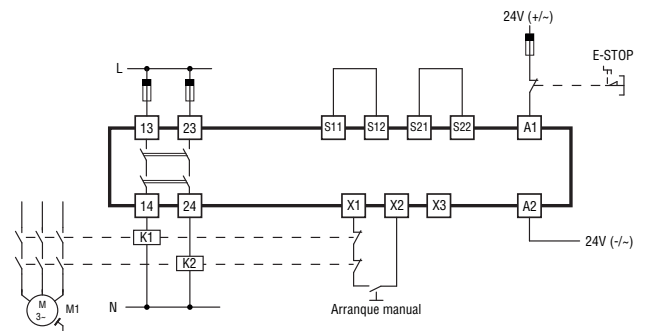 24V (+/~)
E-STOP
L
13 23 S11 S12 S21 S22 A1
14 24 X1 X2 X3 A2
K1
24V (-/~)
K2
M
3~
M1
N
Arranque manual